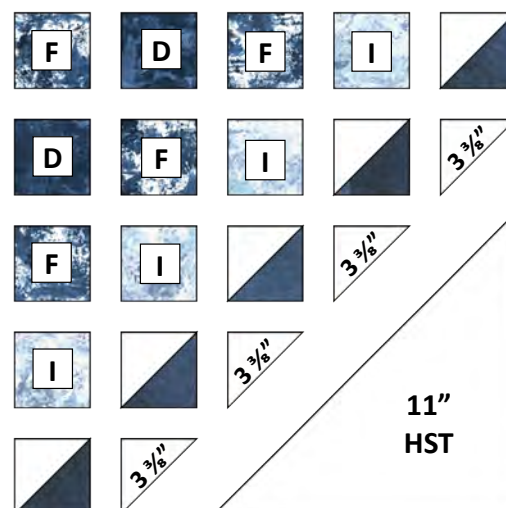 F D F I
D F I 3 ⅜”
F I 3 ⅜”
I 3 ⅜”
11”
HST
3 ⅜”